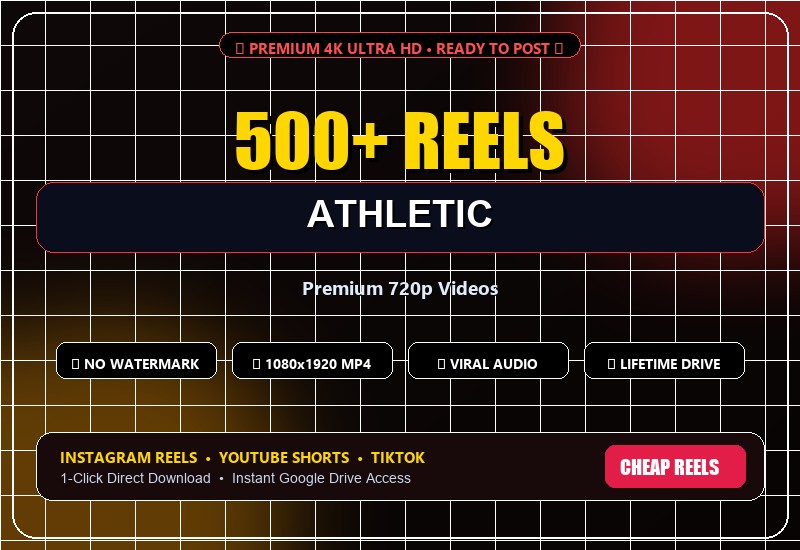 PREMIUM 4K ULTRA HD • READY TO POST
500+ REELS
ATHLETIC
Premium 720p Videos
NO WATERMARK
1080x1920 MP4
VIRAL AUDIO
LIFETIME DRIVE
INSTAGRAM REELS • YOUTUBE SHORTS • TIKTOK
1-Click Direct Download • Instant Google Drive Access
CHEAP REELS